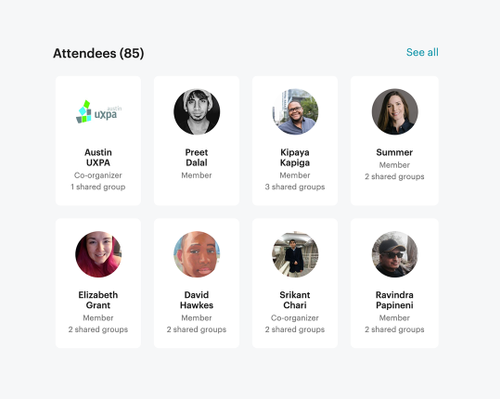 Attendees (85)
See all
austin
uxpa
Austin
UXPA
Co-organizer
1 shared group
Preet
Dalal
Member
Kipaya
Kapiga
Member
3 shared groups
Summer
Member
2 shared groups
Elizabeth
Grant
Member
2 shared groups
David
Hawkes
Member
2 shared groups
Srikant
Chari
Co-organizer
2 shared groups
Ravindra
Papineni
Member
2 shared groups